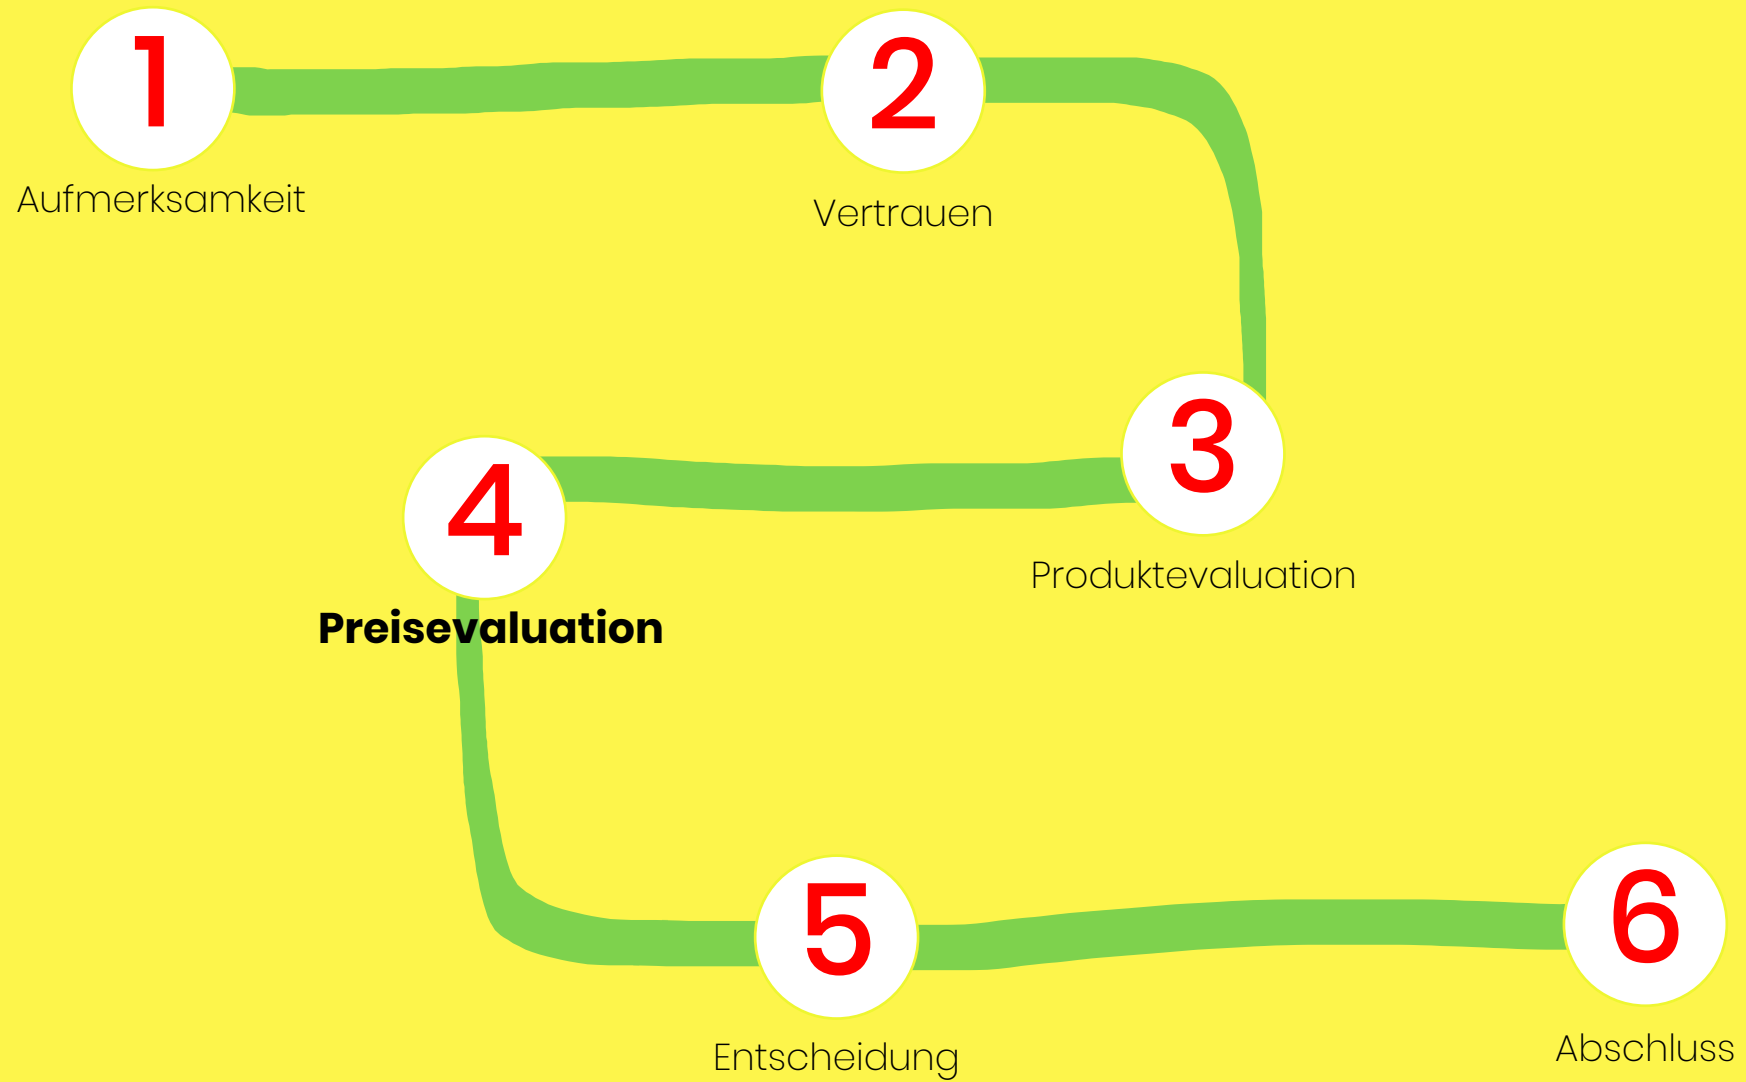 1
Aufmerksamkeit
2
Vertrauen
3
Produktevaluation
4
Preisevaluation
5
Entscheidung
6
Abschluss